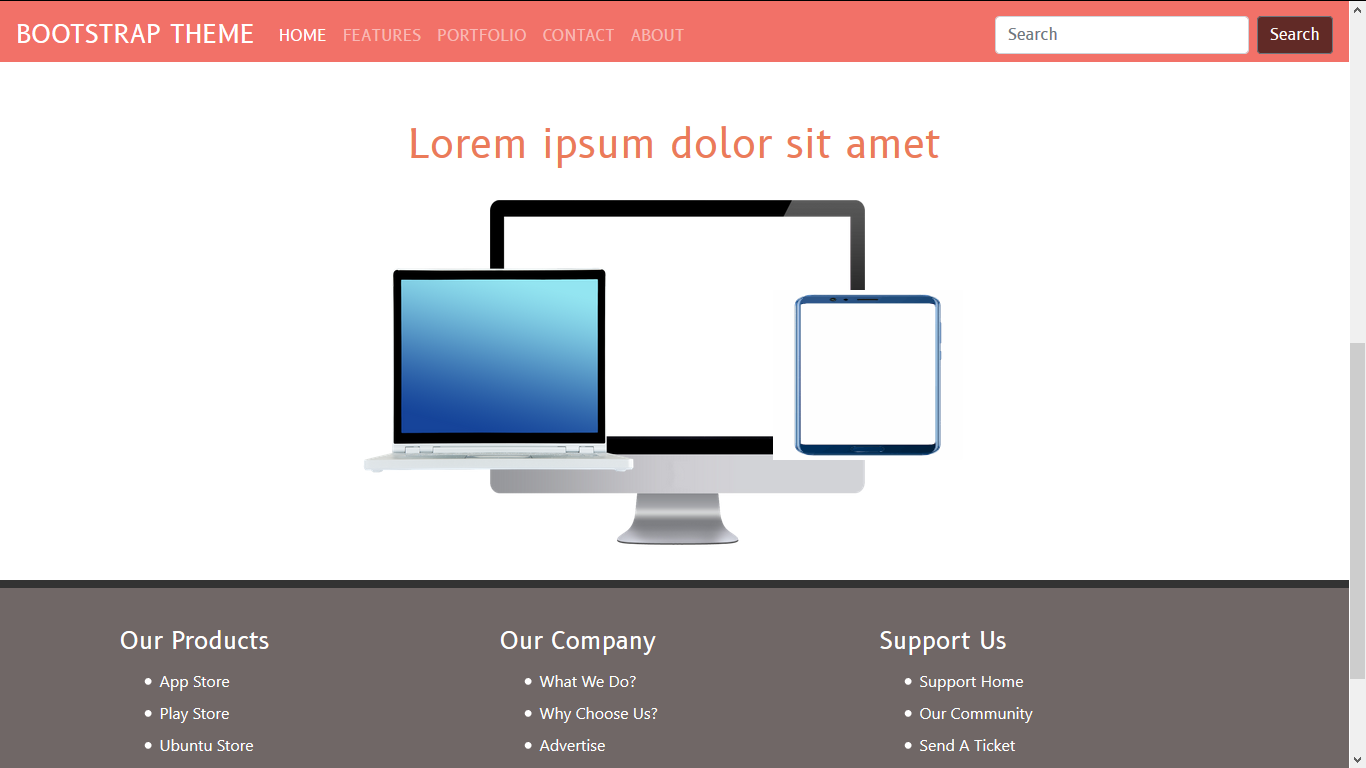 BOOTSTRAP THEME HOME FEATURES PORTFOLIO CONTACT ABOUT Search Search
Lorem ipsum dolor sit amet
Our Products
App Store
Play Store
Ubuntu Store
Our Company
What We Do?
Why Choose Us?
Advertise
Support Us
Support Home
Our Community
Send A Ticket